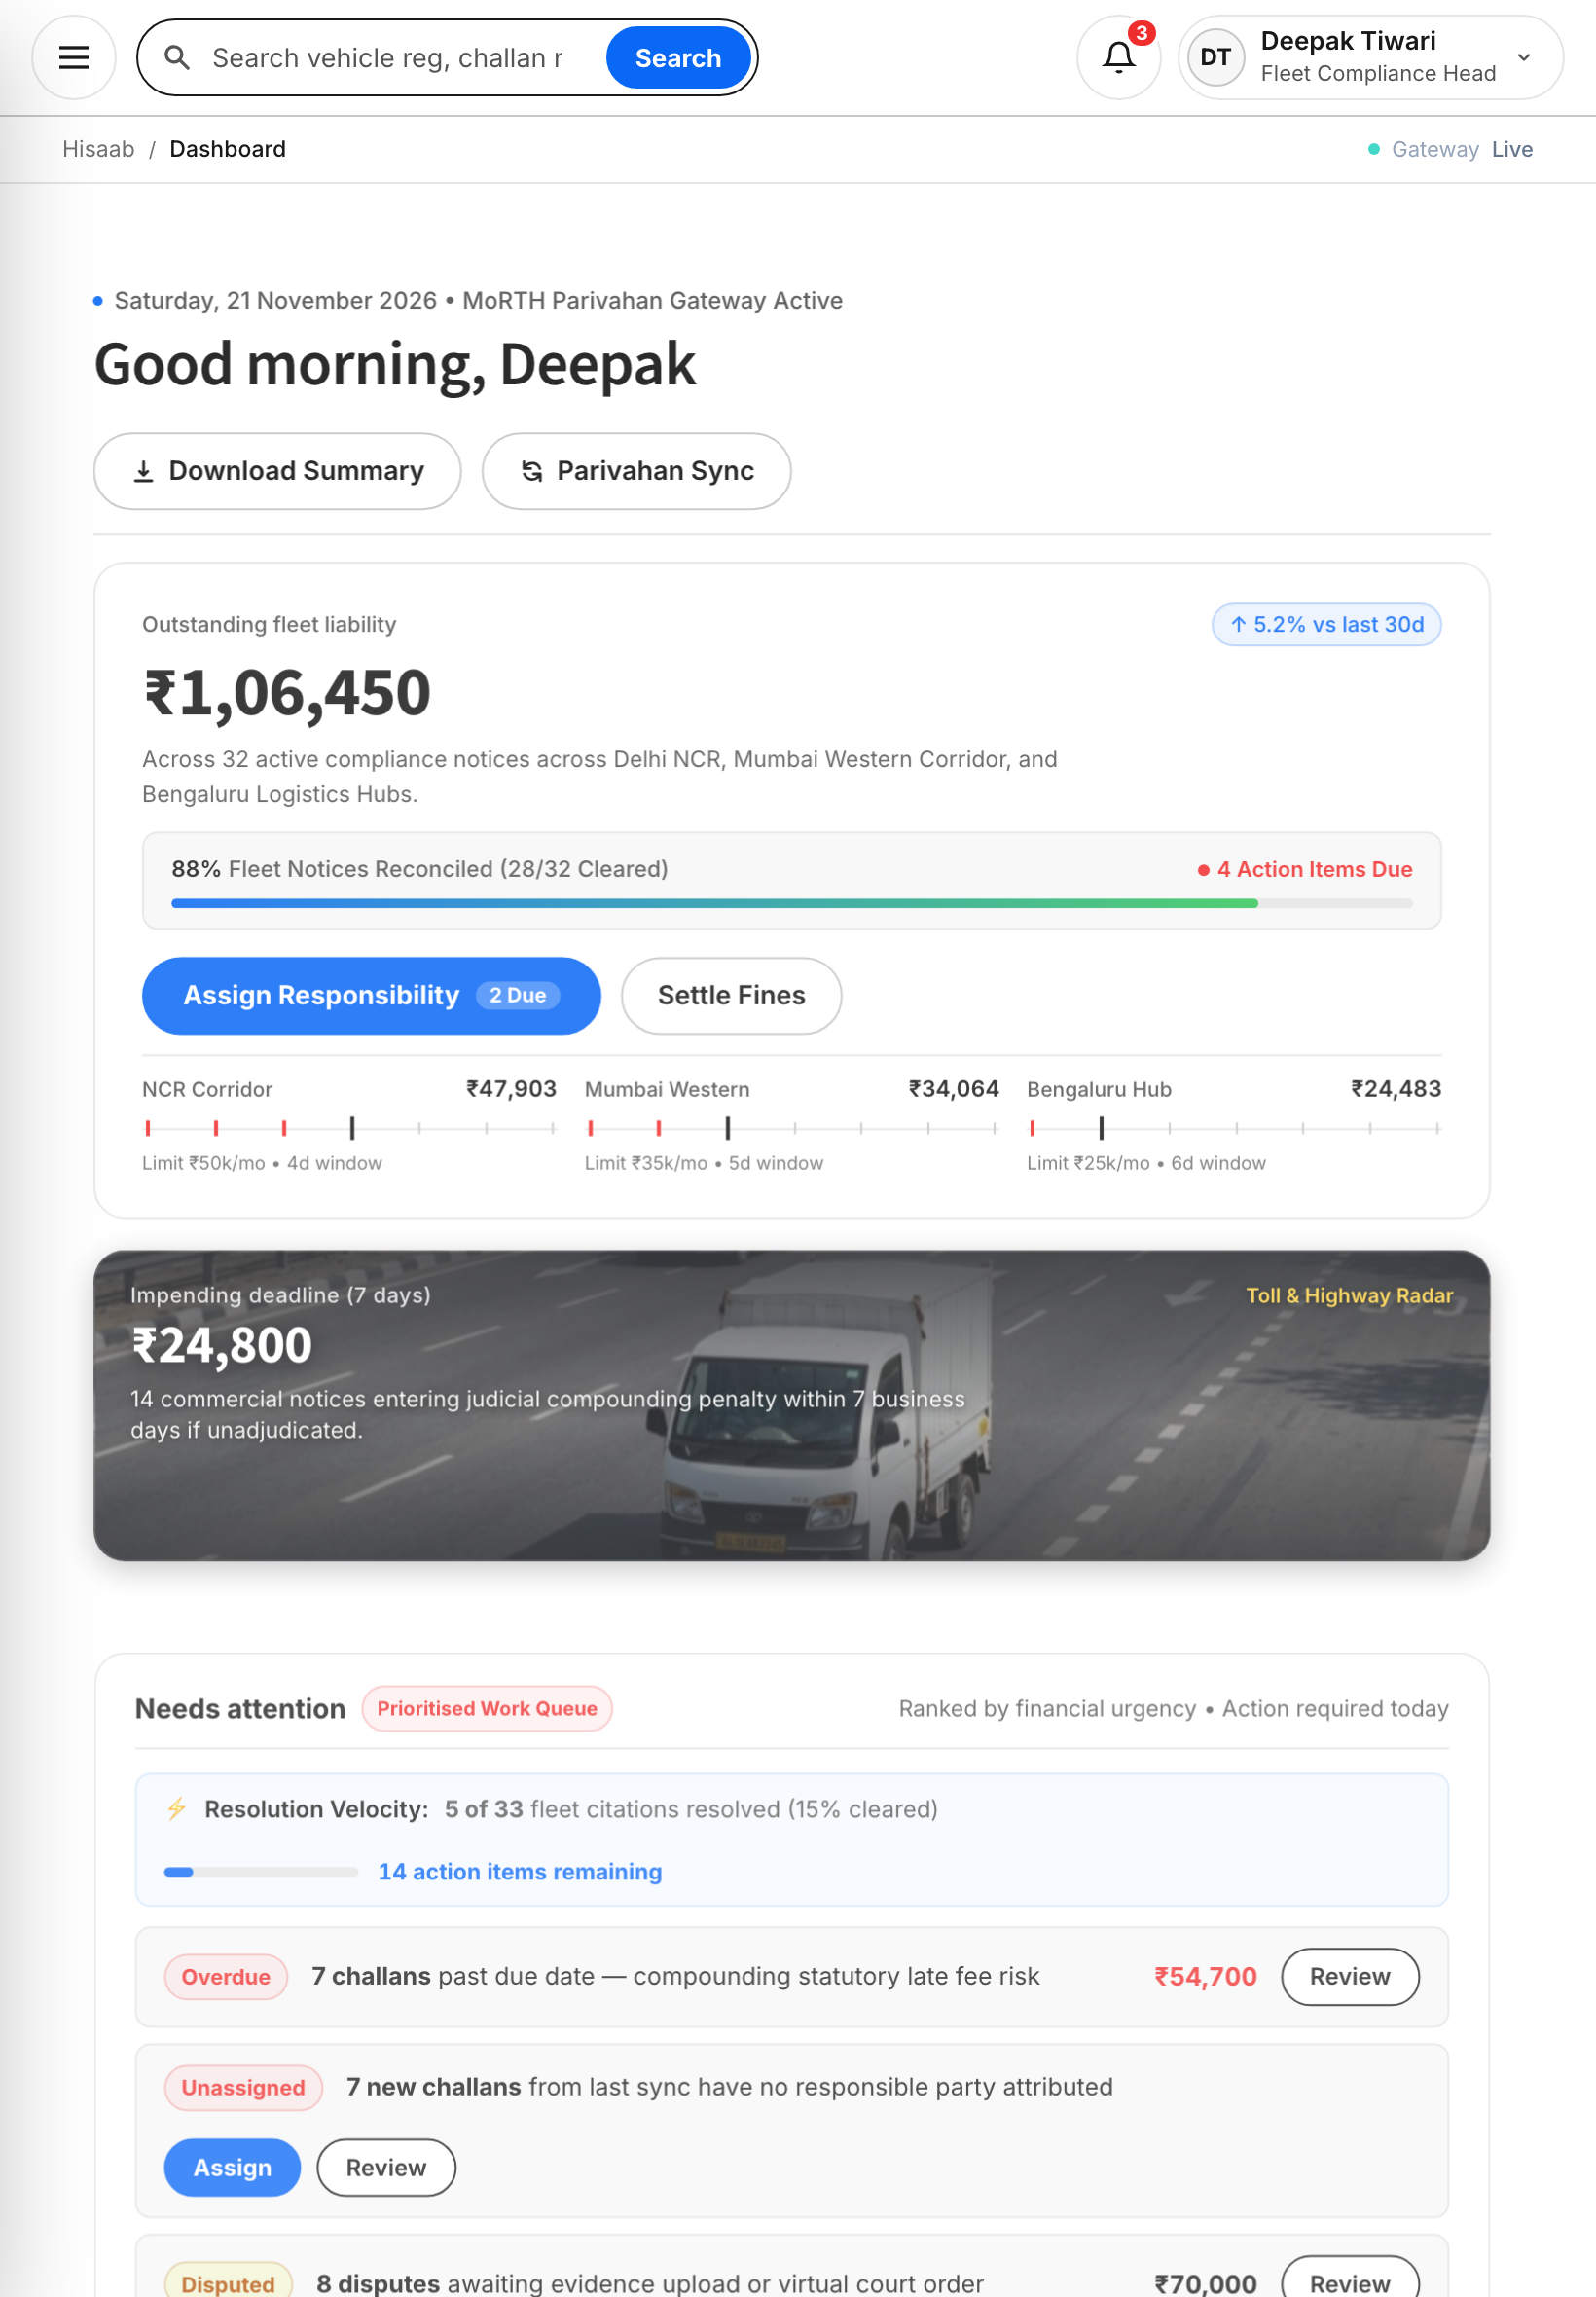 Search vehicle reg, challan r
Search
3
DT
Deepak Tiwari
Fleet Compliance Head
Hisaab / Dashboard
Gateway Live
Saturday, 21 November 2026 • MoRTH Parivahan Gateway Active
Good morning, Deepak
Download Summary
Parivahan Sync
Outstanding fleet liability
↑ 5.2% vs last 30d
₹1,06,450
Across 32 active compliance notices across Delhi NCR, Mumbai Western Corridor, and
Bengaluru Logistics Hubs.
88% Fleet Notices Reconciled (28/32 Cleared)
4 Action Items Due
Assign Responsibility 2 Due
Settle Fines
NCR Corridor ₹47,903
Limit ₹50k/mo • 4d window
Mumbai Western ₹34,064
Limit ₹35k/mo • 5d window
Bengaluru Hub ₹24,483
Limit ₹25k/mo • 6d window
Impending deadline (7 days)
Toll & Highway Radar
₹24,800
14 commercial notices entering judicial compounding penalty within 7 business
days if unadjudicated.
Needs attention
Prioritised Work Queue
Ranked by financial urgency • Action required today
⚡ Resolution Velocity: 5 of 33 fleet citations resolved (15% cleared)
14 action items remaining
Overdue 7 challans past due date — compounding statutory late fee risk ₹54,700 Review
Unassigned 7 new challans from last sync have no responsible party attributed
Assign Review
Disputed 8 disputes awaiting evidence upload or virtual court order ₹70,000 Review